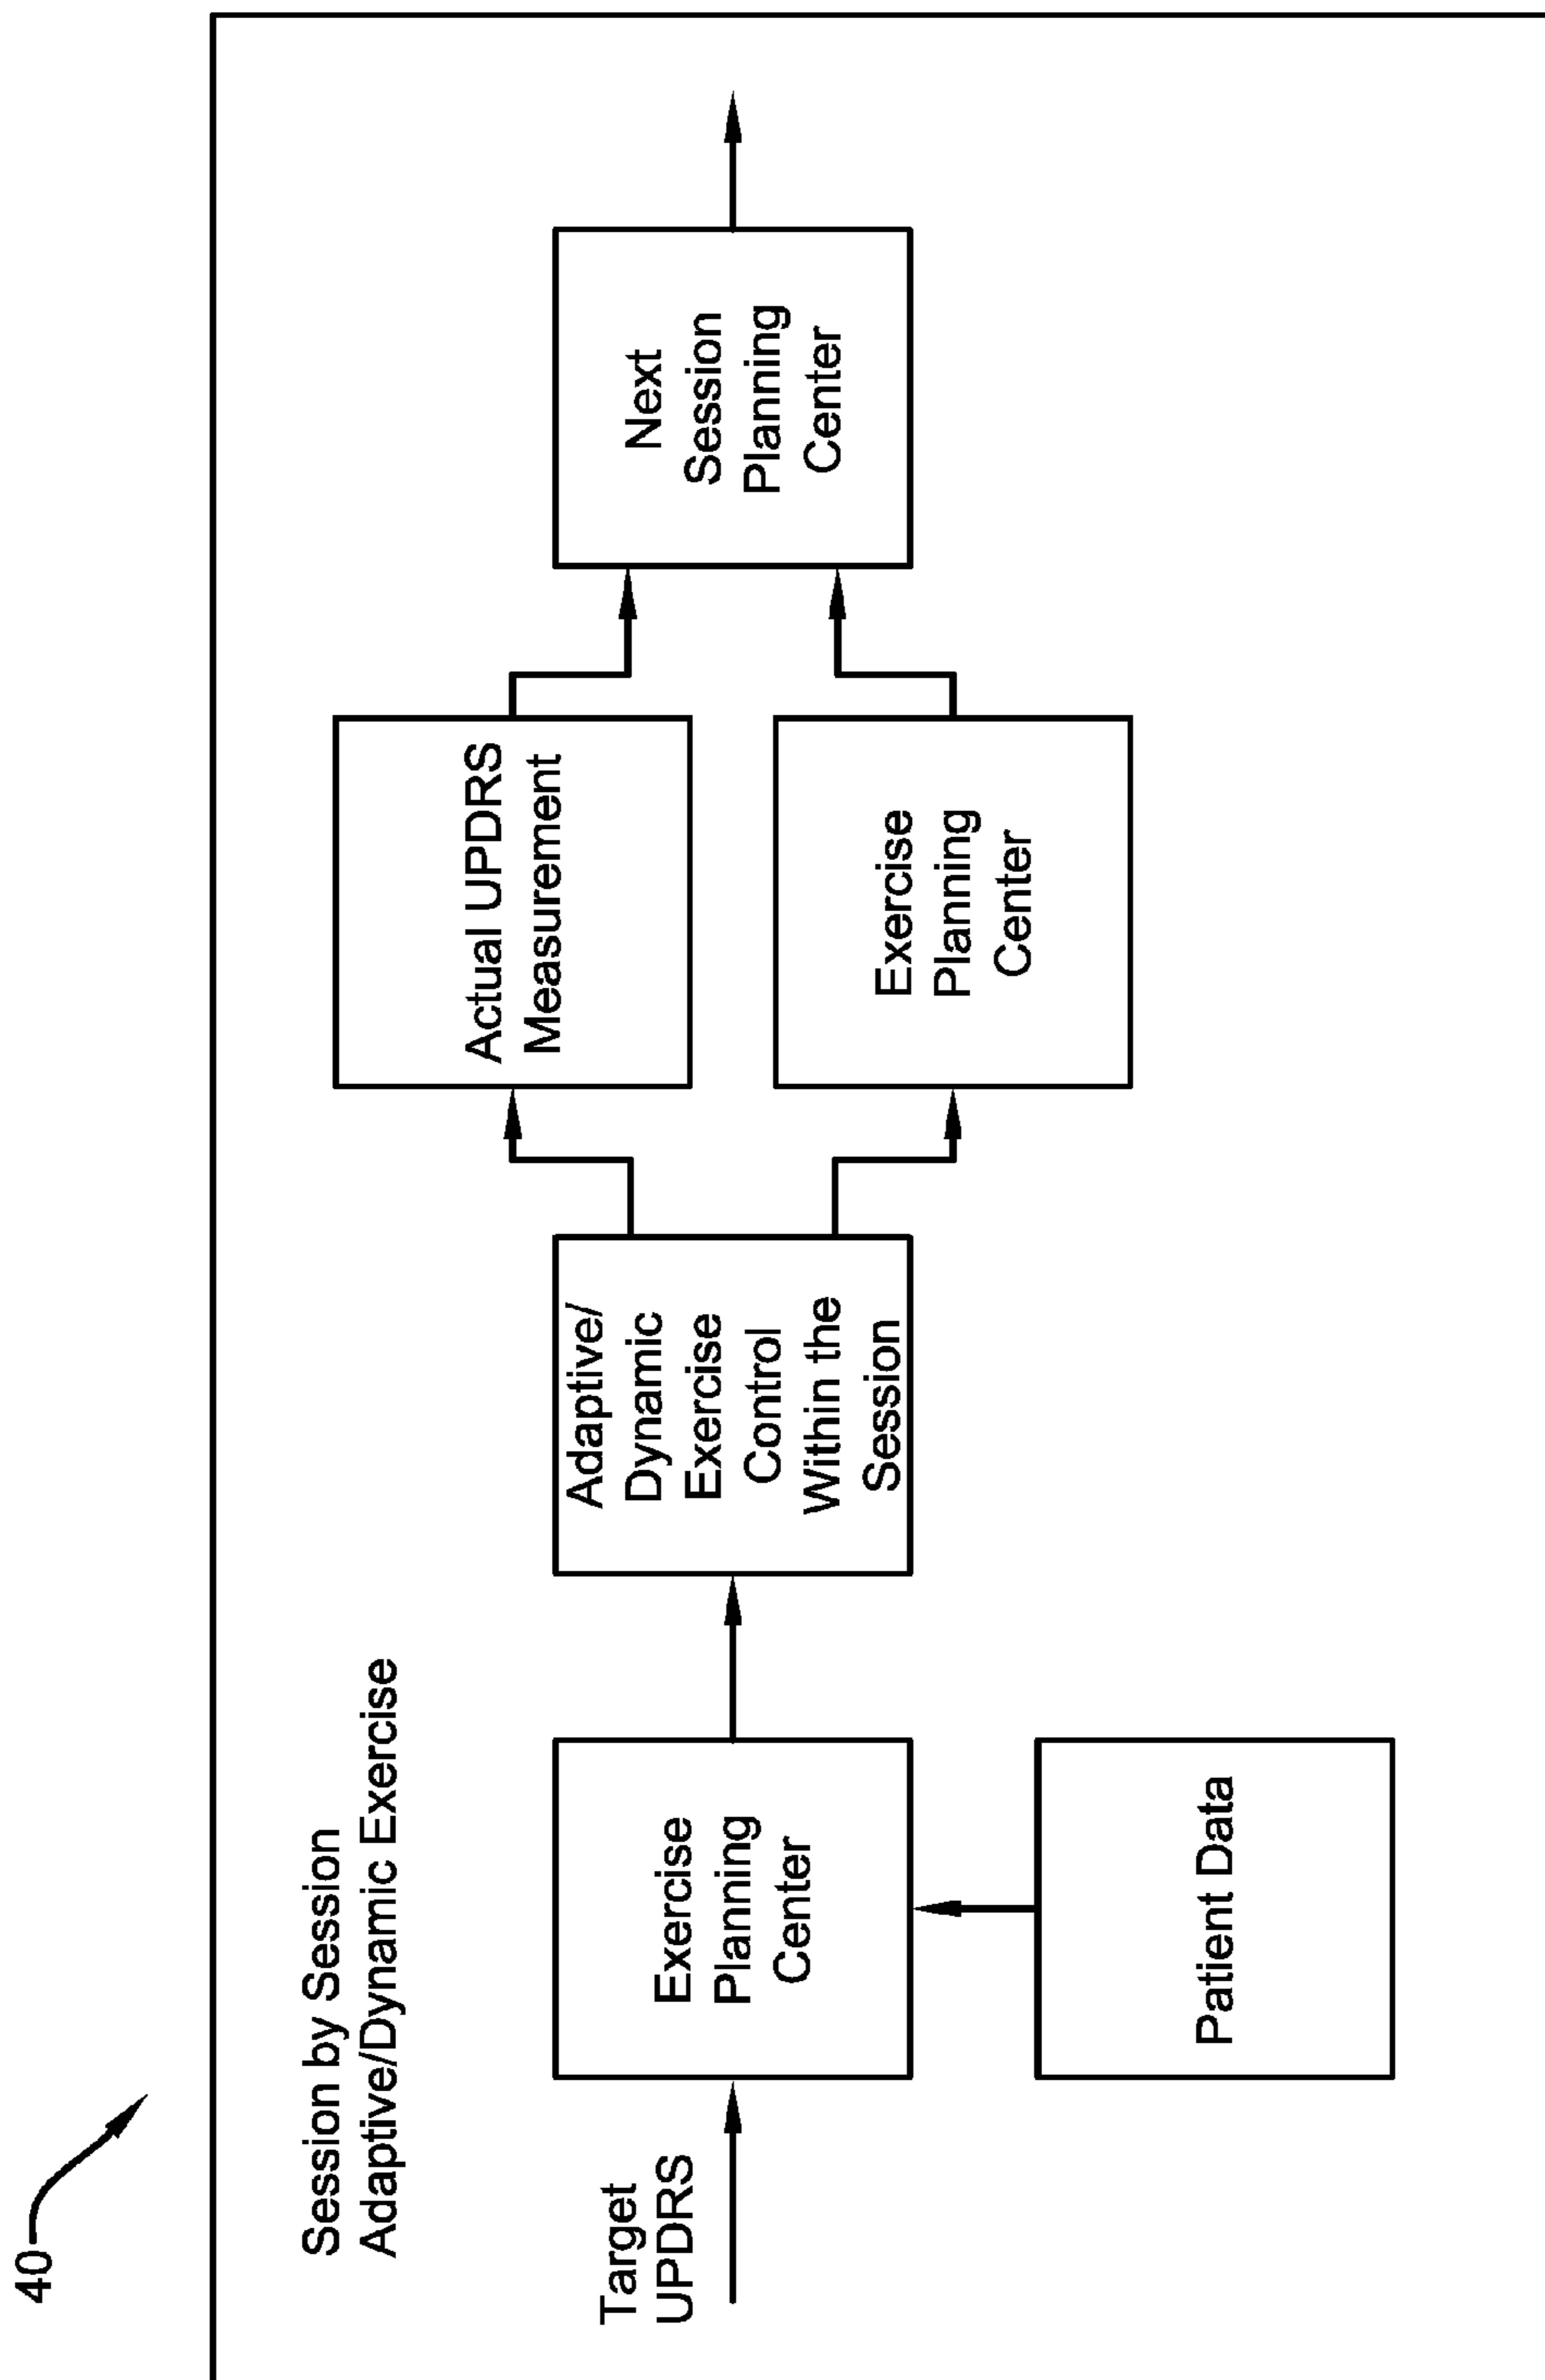 40
Session by Session
Adaptive/Dynamic Exercise
Target
UPDRS
Exercise
Planning
Center
Patient Data
Adaptive/
Dynamic
Exercise
Control
Within the
Session
Actual UPDRS
Measurement
Exercise
Planning
Center
Next
Session
Planning
Center